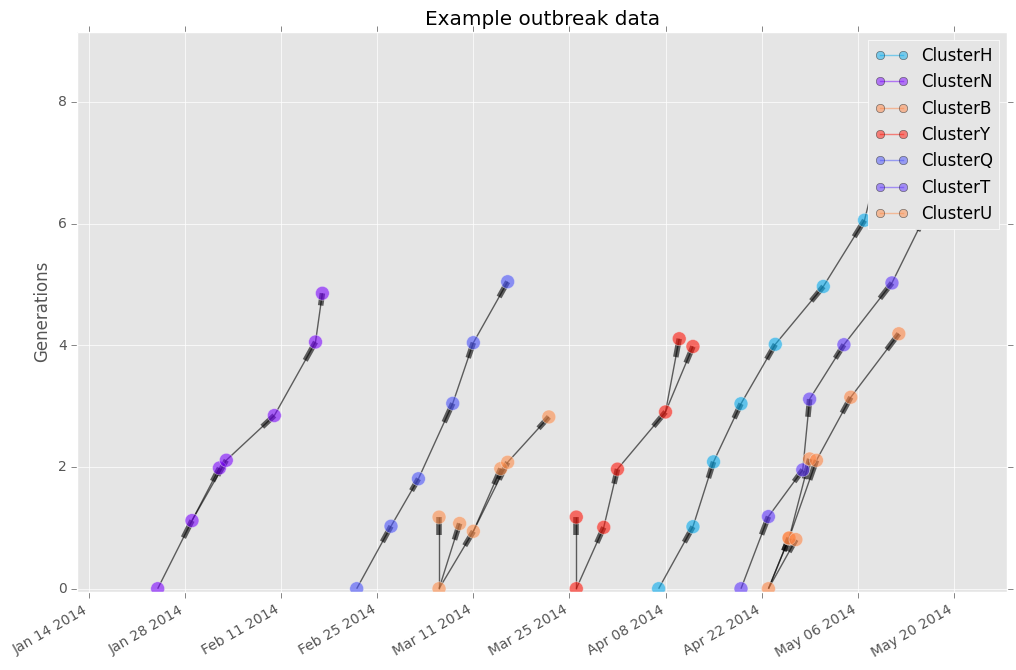 Example outbreak data
ClusterH
ClusterN
ClusterB
ClusterY
ClusterQ
ClusterT
ClusterU
8
6
4
2
0
Generations
Jan 14 2014
Jan 28 2014
Feb 11 2014
Feb 25 2014
Mar 11 2014
Mar 25 2014
Apr 08 2014
Apr 22 2014
May 06 2014
May 20 2014